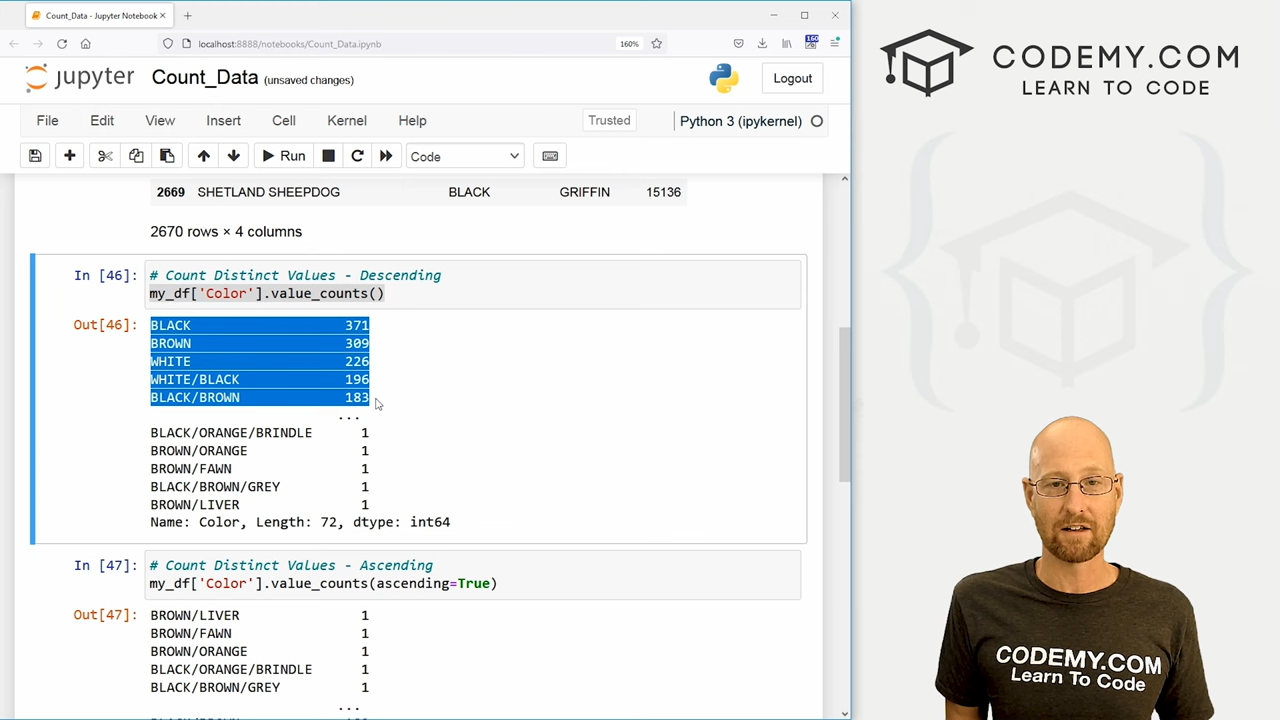 Count_Data - Jupyter Notebook
localhost:8888/notebooks/Count_Data.ipynb
160%
160
jupyter Count_Data (unsaved changes)
Logout
File Edit View Insert Cell Kernel Help
Trusted
Python 3 (ipykernel)
Run
Code
2669 SHETLAND SHEEPDOG BLACK GRIFFIN 15136
2670 rows × 4 columns
In [46]: # Count Distinct Values - Descending
my_df['Color'].value_counts()
Out[46]: BLACK 371
BROWN 309
WHITE 226
WHITE/BLACK 196
BLACK/BROWN 183
...
BLACK/ORANGE/BRINDLE 1
BROWN/ORANGE 1
BROWN/FAWN 1
BLACK/BROWN/GREY 1
BROWN/LIVER 1
Name: Color, Length: 72, dtype: int64
In [47]: # Count Distinct Values - Ascending
my_df['Color'].value_counts(ascending=True)
Out[47]: BROWN/LIVER 1
BROWN/FAWN 1
BROWN/ORANGE 1
BLACK/ORANGE/BRINDLE 1
BLACK/BROWN/GREY 1
...
CODEMY.COM
LEARN TO CODE
CODEMY.COM
Learn To Code